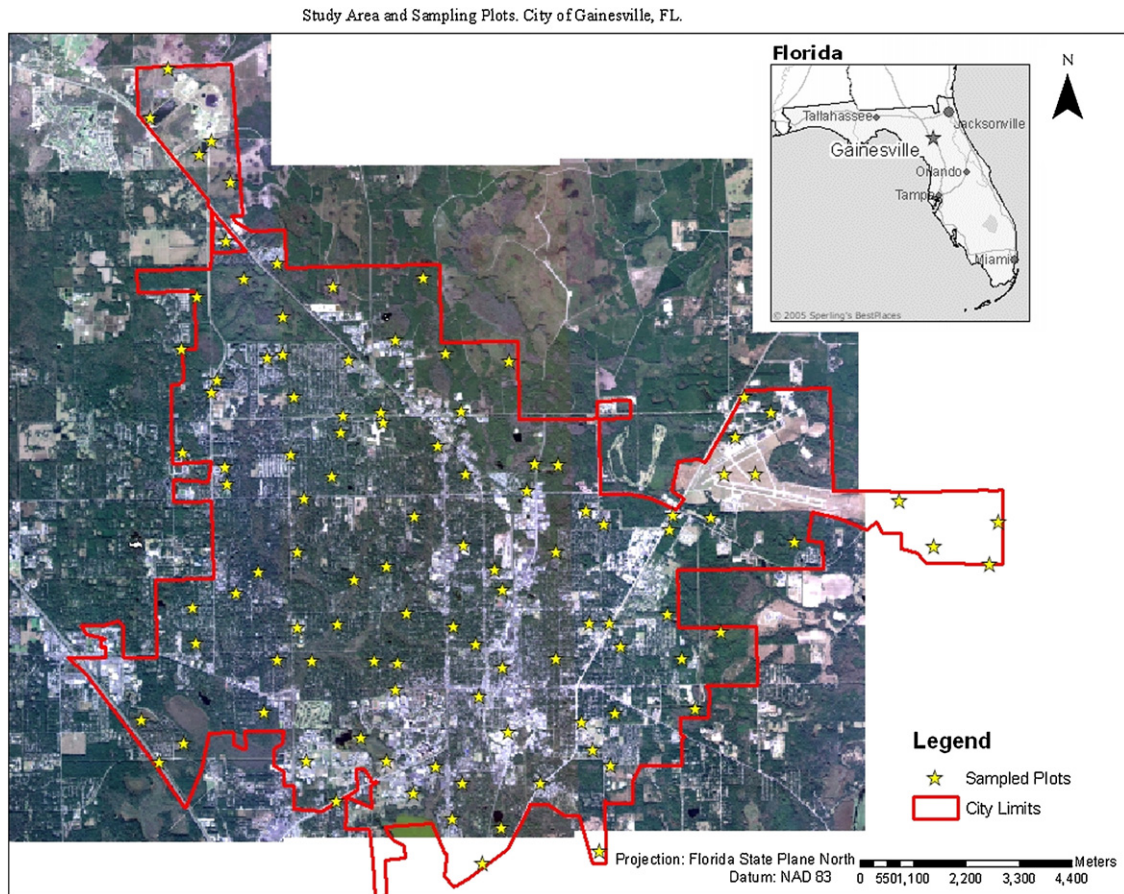 Study Area and Sampling Plots. City of Gainesville, FL.
Florida
N
Tallahassee
Jacksonville
Gainesville
Orlando
Tampa
Miami
© 2005 Sperling's BestPlaces
Legend
Sampled Plots
City Limits
Projection: Florida State Plane North
Datum: NAD 83
Meters
0 550 1,100 2,200 3,300 4,400